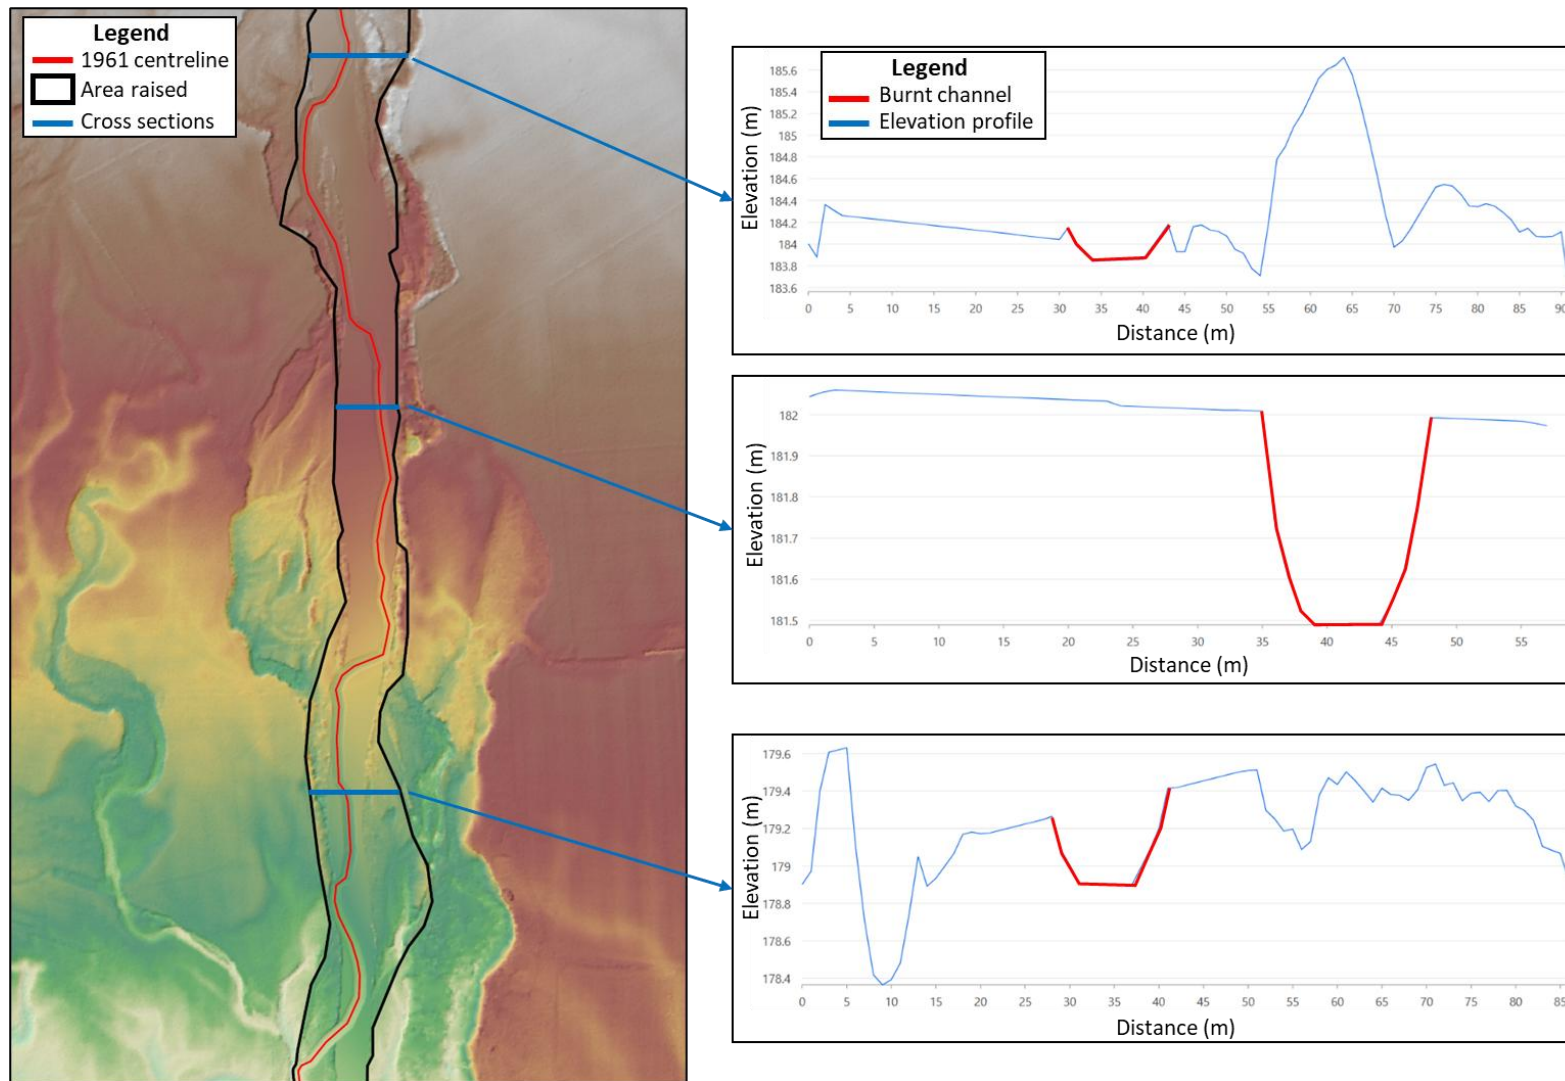 Legend
1961 centreline
Area raised
Cross sections
Legend
Burnt channel
Elevation profile
Elevation (m)
185.6
185.4
185.2
185
184.8
184.6
184.4
184.2
184
183.8
183.6
0 5 10 15 20 25 30 35 40 45 50 55 60 65 70 75 80 85 90
Distance (m)
Elevation (m)
182
181.9
181.8
181.7
181.6
181.5
0 5 10 15 20 25 30 35 40 45 50 55
Distance (m)
Elevation (m)
179.6
179.4
179.2
179
178.8
178.6
178.4
0 5 10 15 20 25 30 35 40 45 50 55 60 65 70 75 80 85
Distance (m)